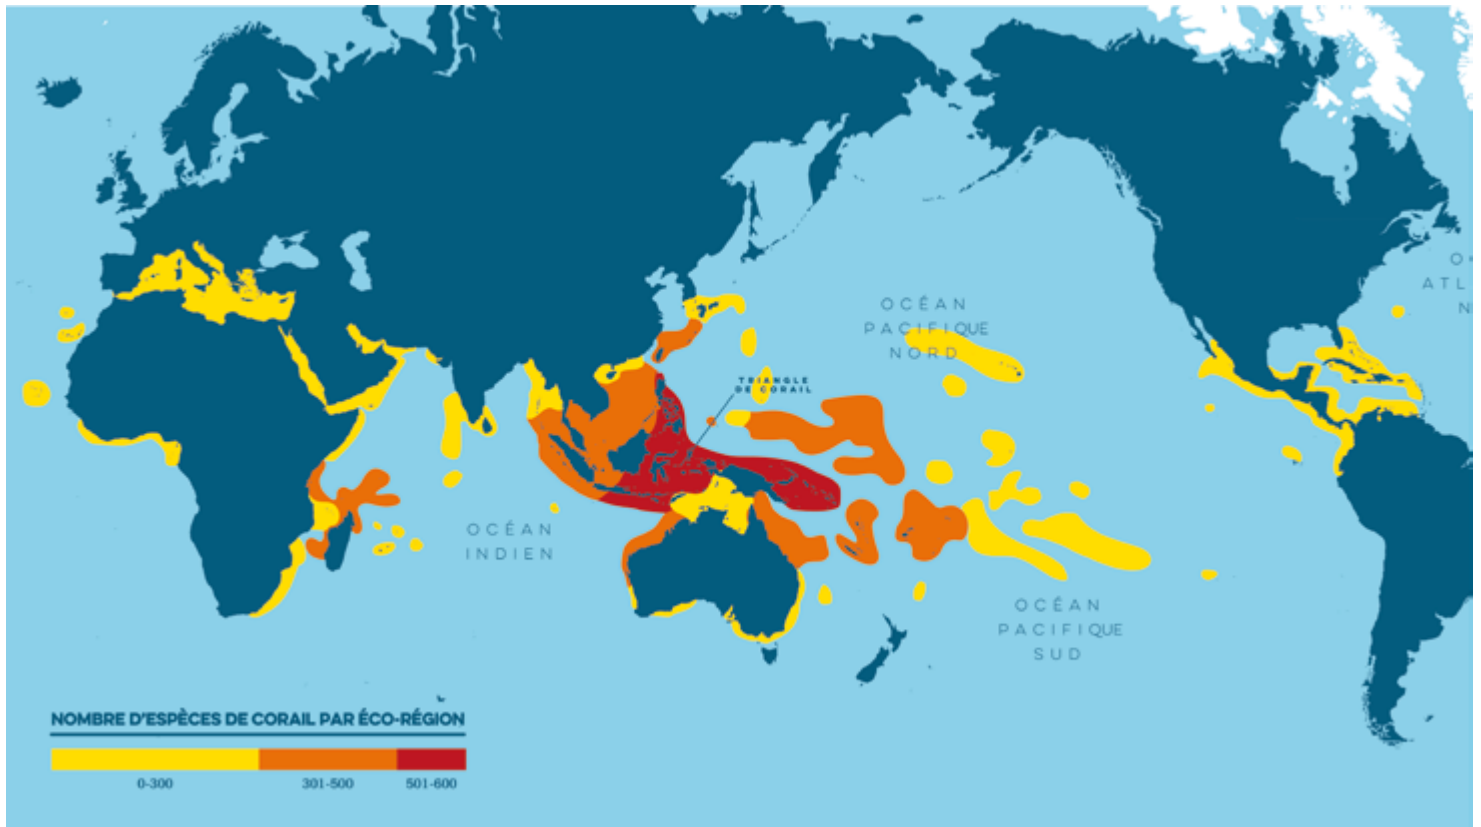 OCÉAN
PACIFIQUE
NORD
TRIANGLE
DE CORAIL
OCÉAN
INDIEN
OCÉAN
PACIFIQUE
SUD
NOMBRE D'ESPÈCES DE CORAIL PAR ÉCO-RÉGION
0-300
301-500
501-600